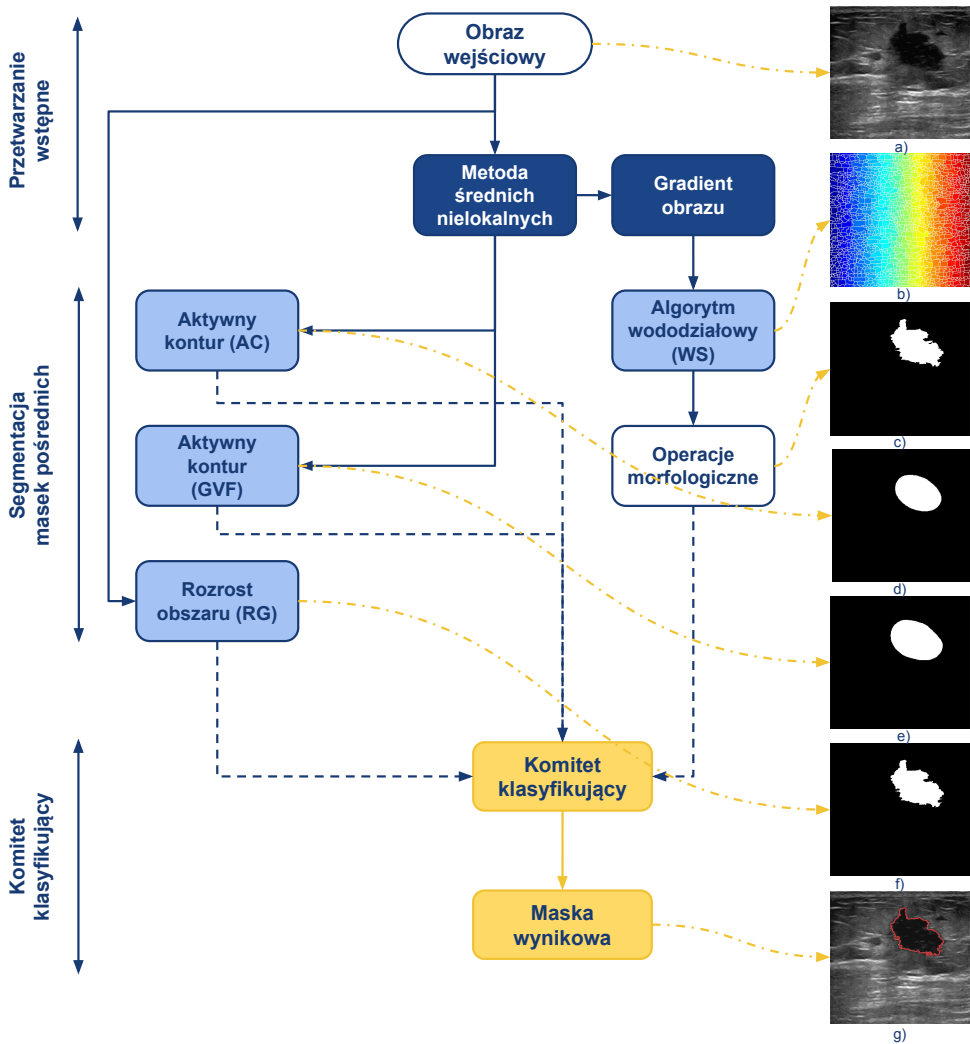 Przetwarzanie
wstępne
Obraz
wejściowy
a)
Metoda
średnich
nielokalnych
Gradient
obrazu
b)
Segmentacja
masek pośrednich
Aktywny
kontur (AC)
Algorytm
wododziałowy
(WS)
c)
Aktywny
kontur
(GVF)
Operacje
morfologiczne
d)
Rozrost
obszaru (RG)
e)
Komitet
klasyfikujący
Komitet
klasyfikujący
f)
Maska
wynikowa
g)